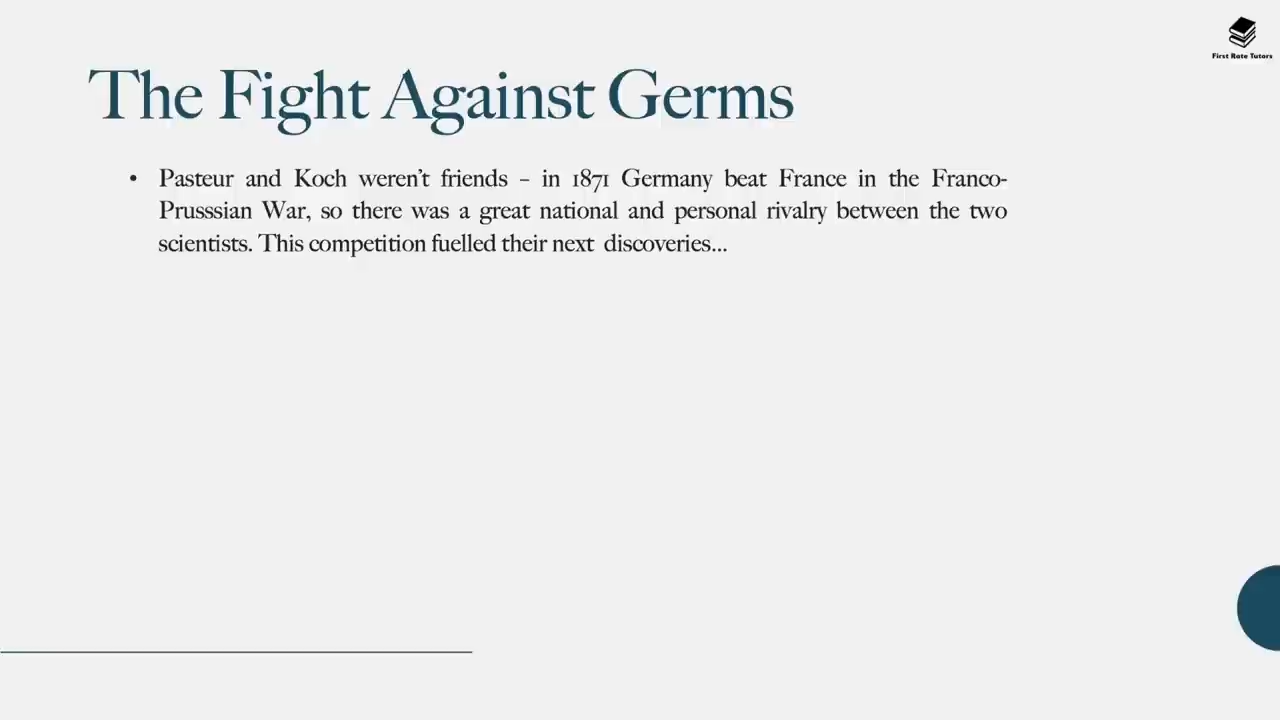 First Rate Tutors
The Fight Against Germs
• Pasteur and Koch weren't friends – in 1871 Germany beat France in the Franco-
Prusssian War, so there was a great national and personal rivalry between the two
scientists. This competition fuelled their next discoveries...